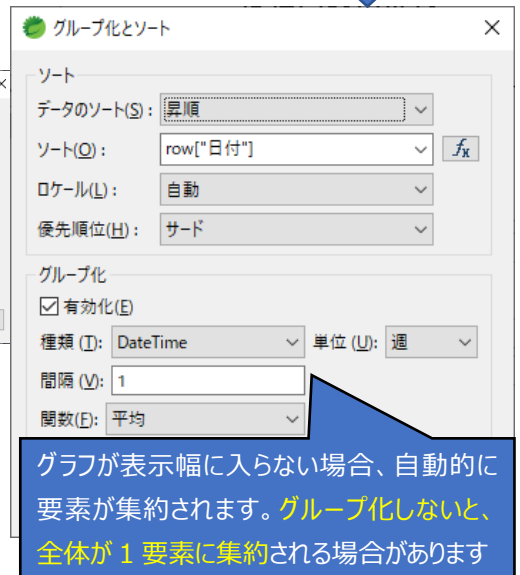 グループ化とソート
ソート
データのソート(S) : 昇順
ソート(O) : row["日付"] fx
ロケール(L) : 自動
優先順位(H) : サード
グループ化
有効化(E)
種類 (T): DateTime 単位 (U): 週
間隔 (V): 1
関数(F): 平均
グラフが表示幅に入らない場合、自動的に
要素が集約されます。グループ化しないと、
全体が 1 要素に集約される場合があります